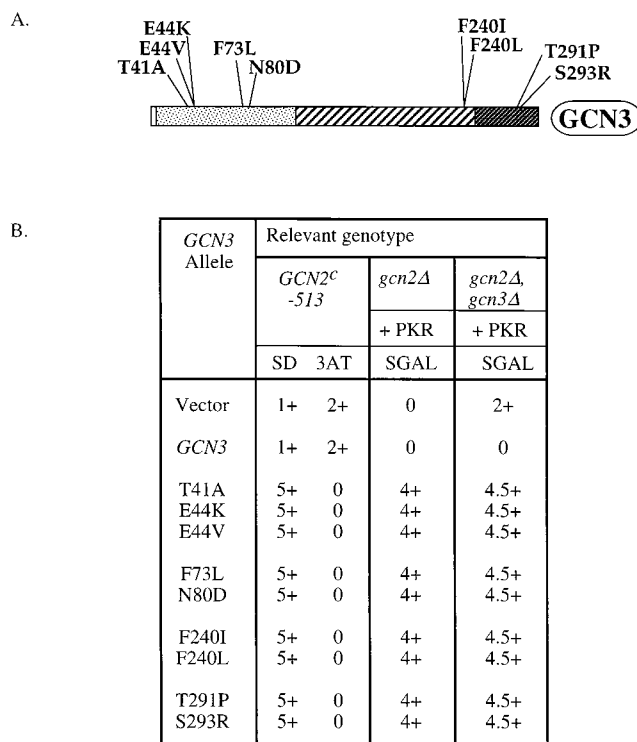 A.
E44K
E44V
T41A
F73L
N80D
F240I
F240L
T291P
S293R
GCN3
B.
GCN3 Allele
Relevant genotype
GCN2c -513
gcn2Δ
gcn2Δ, gcn3Δ
+ PKR
+ PKR
SD 3AT SGAL SGAL
Vector 1+ 2+ 0 2+
GCN3 1+ 2+ 0 0
T41A 5+ 0 4+ 4.5+
E44K 5+ 0 4+ 4.5+
E44V 5+ 0 4+ 4.5+
F73L 5+ 0 4+ 4.5+
N80D 5+ 0 4+ 4.5+
F240I 5+ 0 4+ 4.5+
F240L 5+ 0 4+ 4.5+
T291P 5+ 0 4+ 4.5+
S293R 5+ 0 4+ 4.5+